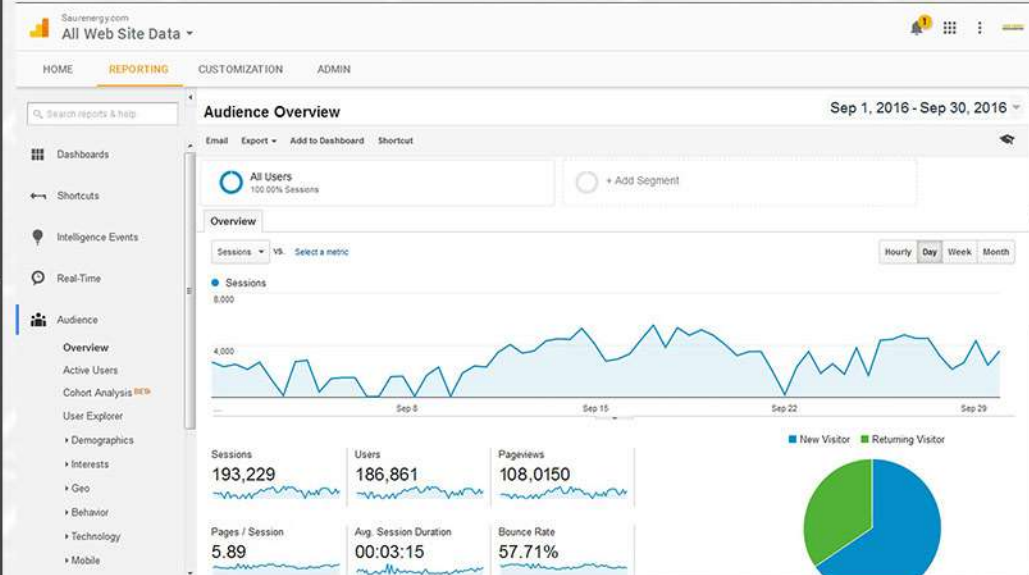 Saurenergy.com
All Web Site Data
1
HOME REPORTING CUSTOMIZATION ADMIN
Search reports & help
Audience Overview
Sep 1, 2016 - Sep 30, 2016
Email Export Add to Dashboard Shortcut
Dashboards
Shortcuts
Intelligence Events
Real-Time
Audience
Overview
Active Users
Cohort Analysis BETA
User Explorer
Demographics
Interests
Geo
Behavior
Technology
Mobile
All Users
100.00% Sessions
+ Add Segment
Overview
Sessions VS. Select a metric
Hourly Day Week Month
Sessions
8,000
4,000
... Sep 8 Sep 15 Sep 22 Sep 29
New Visitor Returning Visitor
Sessions Users Pageviews
193,229 186,861 108,0150
Pages / Session Avg. Session Duration Bounce Rate
5.89 00:03:15 57.71%